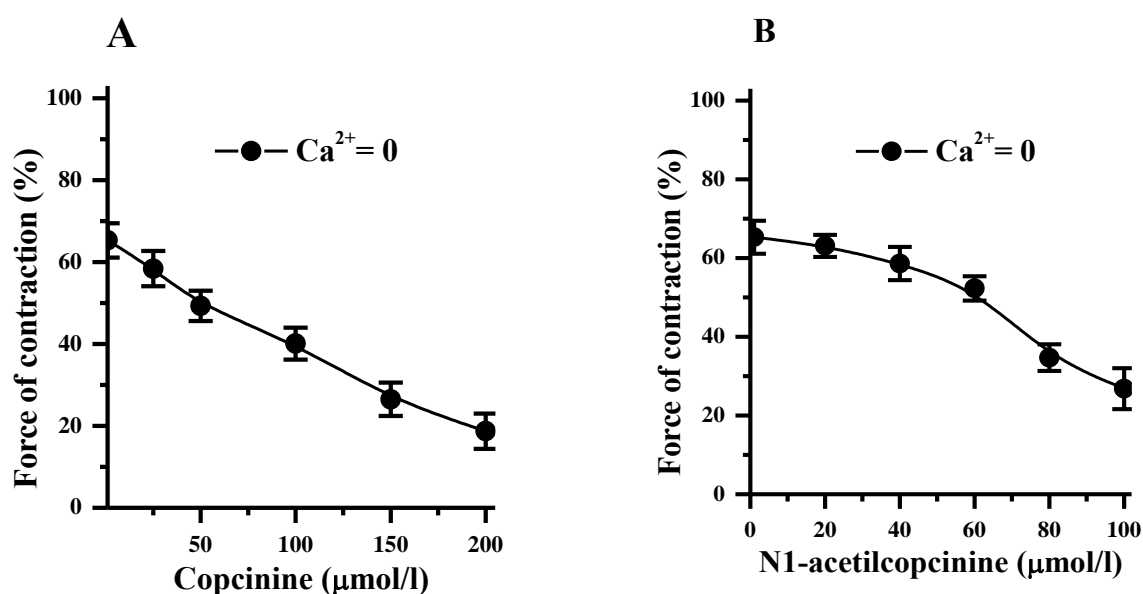 A
Force of contraction (%)
100
80
60
40
20
0
Ca²⁺= 0
50 100 150 200
Copcinine (μmol/l)
B
Force of contraction (%)
100
80
60
40
20
0
Ca²⁺= 0
0 20 40 60 80 100
N1-acetilcopcinine (μmol/l)